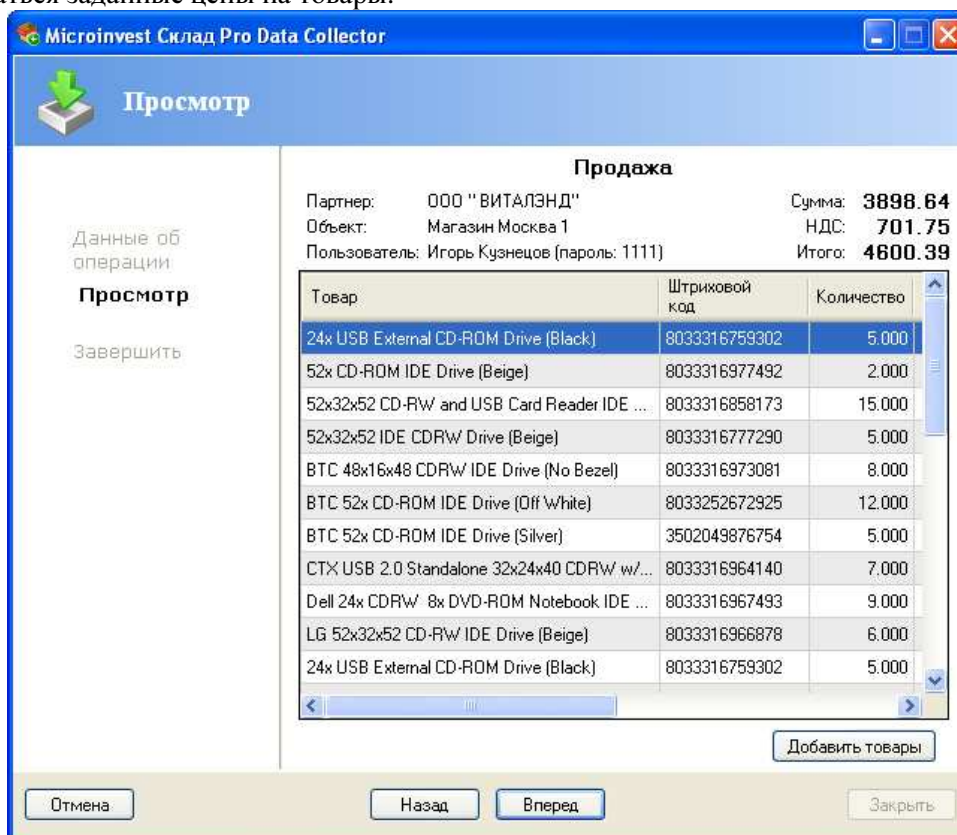 аться заданные цены на товары.
Microinvest Склад Pro Data Collector
Просмотр
Данные об
операции
Просмотр
Завершить
Продажа
Партнер: ООО "ВИТАЛЭНД" Сумма: 3898.64
Объект: Магазин Москва 1 НДС: 701.75
Пользователь: Игорь Кузнецов (пароль: 1111) Итого: 4600.39
Товар Штриховой код Количество
24x USB External CD-ROM Drive (Black) 8033316759302 5.000
52x CD-ROM IDE Drive (Beige) 8033316977492 2.000
52x32x52 CD-RW and USB Card Reader IDE ... 8033316858173 15.000
52x32x52 IDE CDRW Drive (Beige) 8033316777290 5.000
BTC 48x16x48 CDRW IDE Drive (No Bezel) 8033316973081 8.000
BTC 52x CD-ROM IDE Drive (Off White) 8033252672925 12.000
BTC 52x CD-ROM IDE Drive (Silver) 3502049876754 5.000
CTX USB 2.0 Standalone 32x24x40 CDRW w/... 8033316964140 7.000
Dell 24x CDRW 8x DVD-ROM Notebook IDE ... 8033316967493 9.000
LG 52x32x52 CD-RW IDE Drive (Beige) 8033316966878 6.000
24x USB External CD-ROM Drive (Black) 8033316759302 5.000
Добавить товары
Отмена Назад Вперед Закрыть